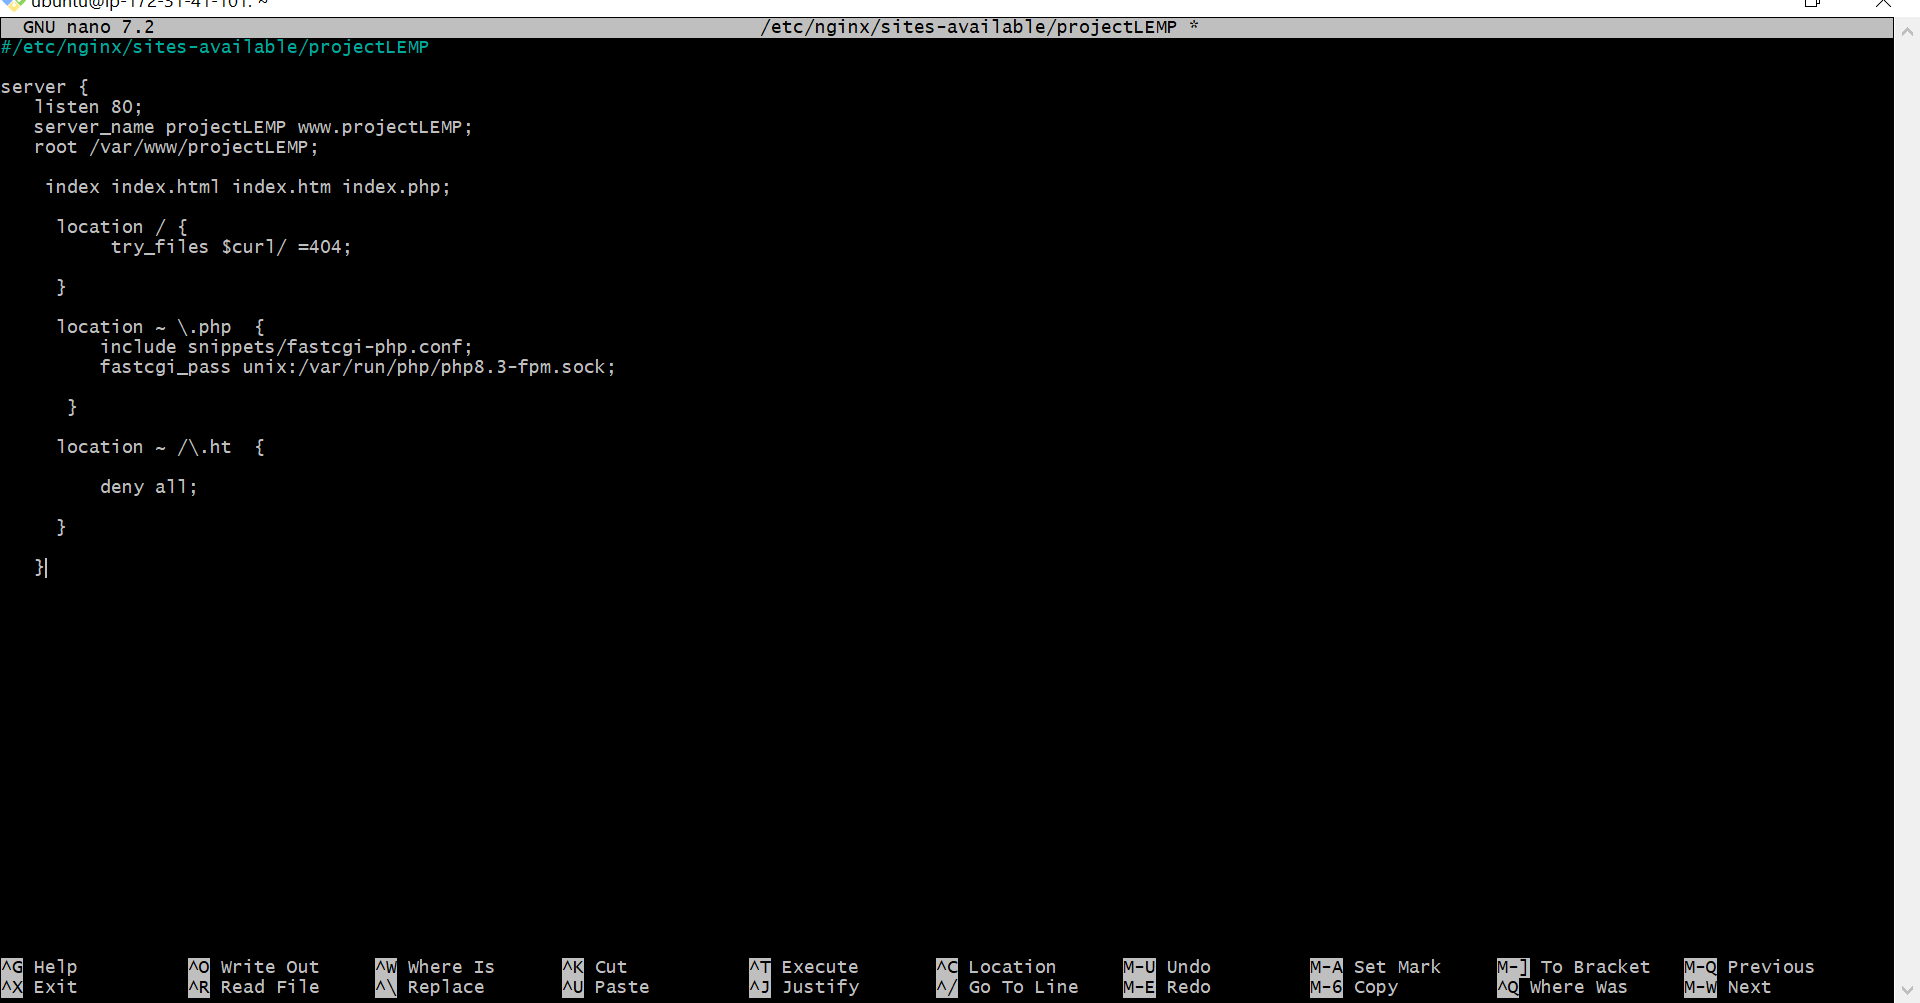 ubuntu@ip-172-31-41-101: ~
GNU nano 7.2 /etc/nginx/sites-available/projectLEMP *
#/etc/nginx/sites-available/projectLEMP
server {
listen 80;
server_name projectLEMP www.projectLEMP;
root /var/www/projectLEMP;
index index.html index.htm index.php;
location / {
try_files $curl/ =404;
}
location ~ \.php {
include snippets/fastcgi-php.conf;
fastcgi_pass unix:/var/run/php/php8.3-fpm.sock;
}
location ~ /\.ht {
deny all;
}
}
^G Help ^O Write Out ^W Where Is ^K Cut ^T Execute ^C Location M-U Undo M-A Set Mark M-] To Bracket M-Q Previous
^X Exit ^R Read File ^\ Replace ^U Paste ^J Justify ^/ Go To Line M-E Redo M-6 Copy ^Q Where Was M-W Next